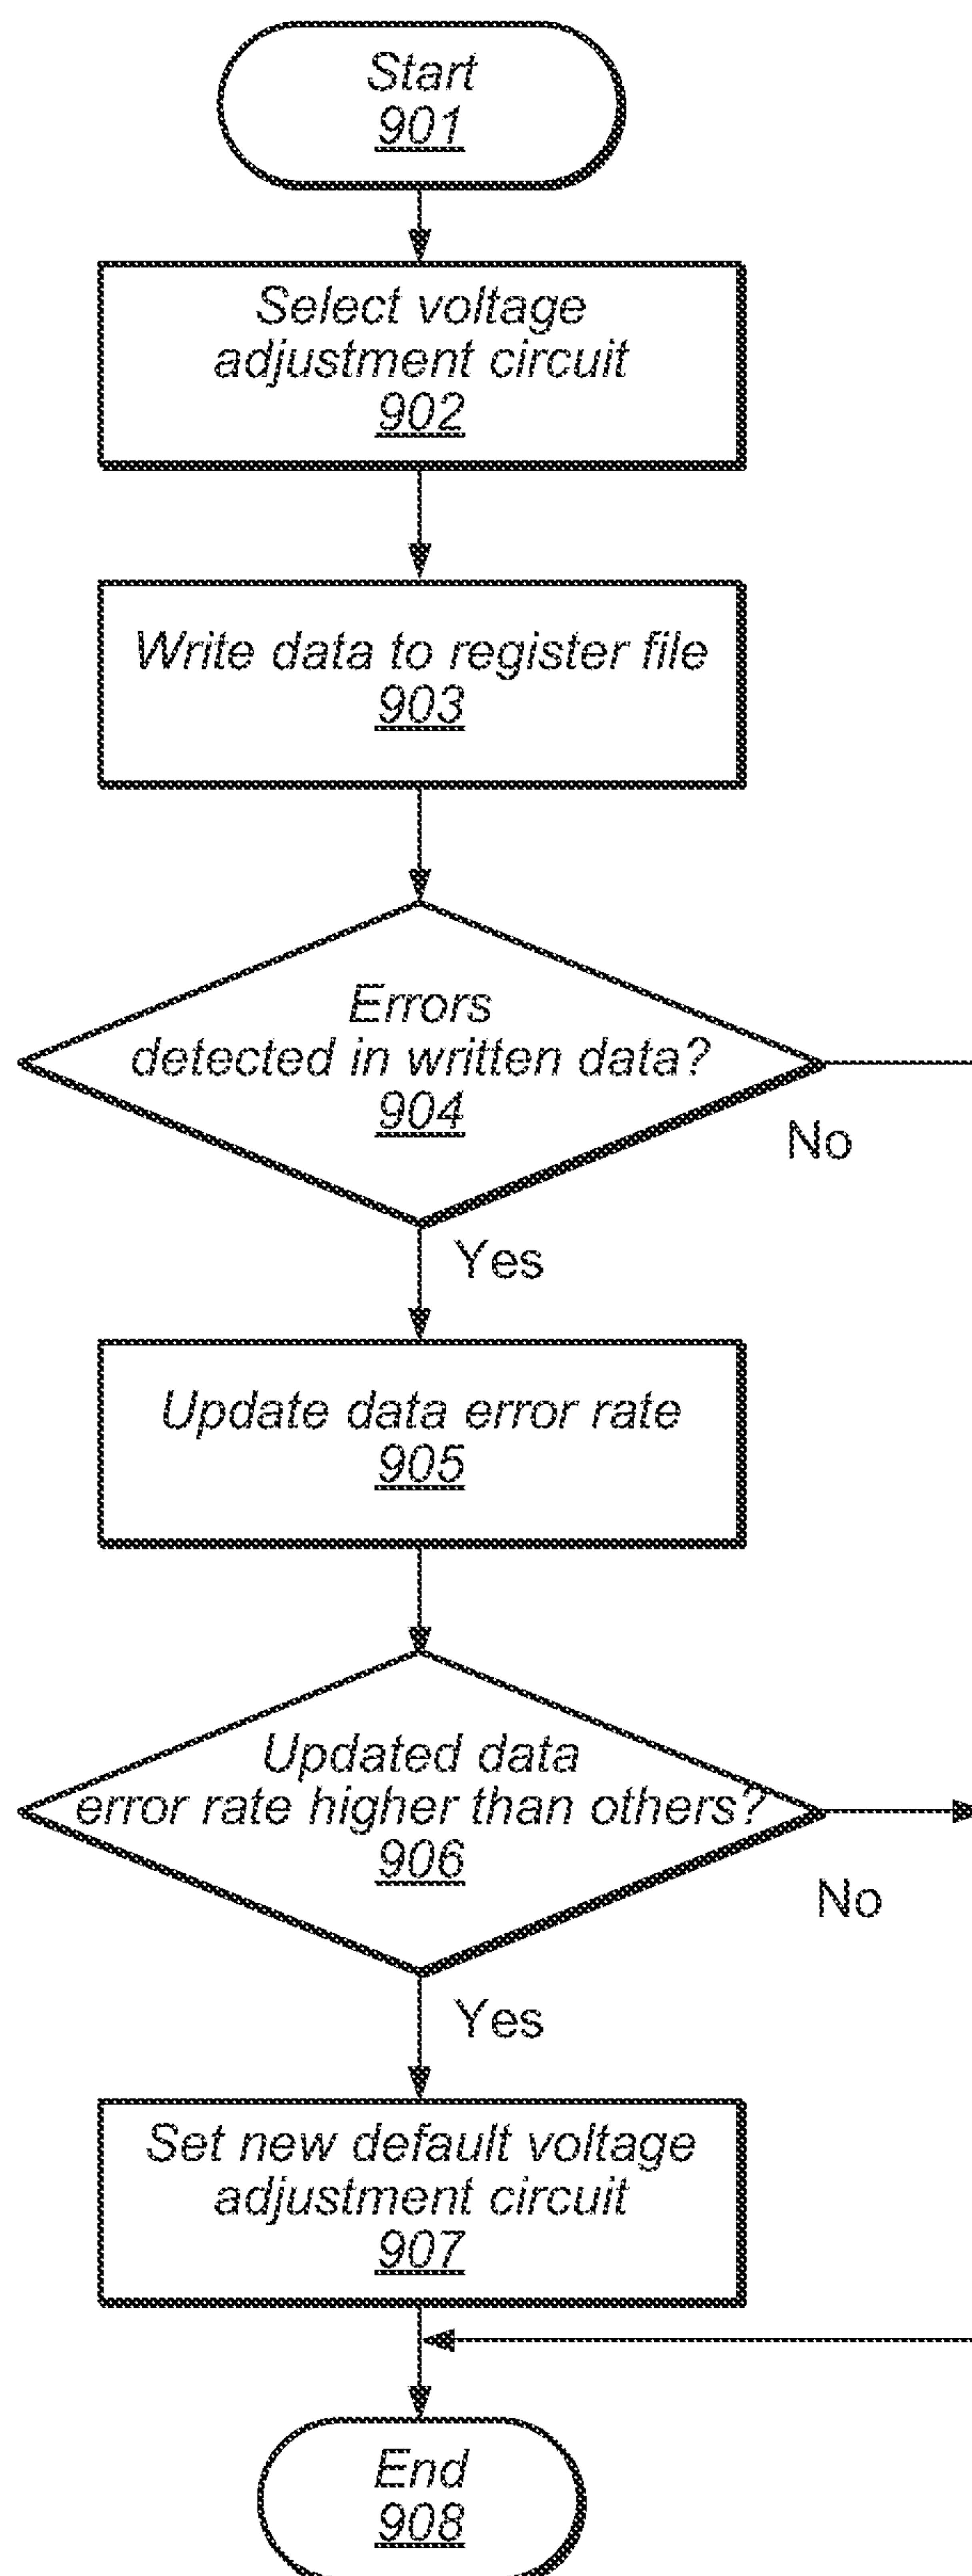 Start
901
Select voltage
adjustment circuit
902
Write data to register file
903
Errors
detected in written data?
904
No
Yes
Update data error rate
905
Updated data
error rate higher than others?
906
No
Yes
Set new default voltage
adjustment circuit
907
End
908